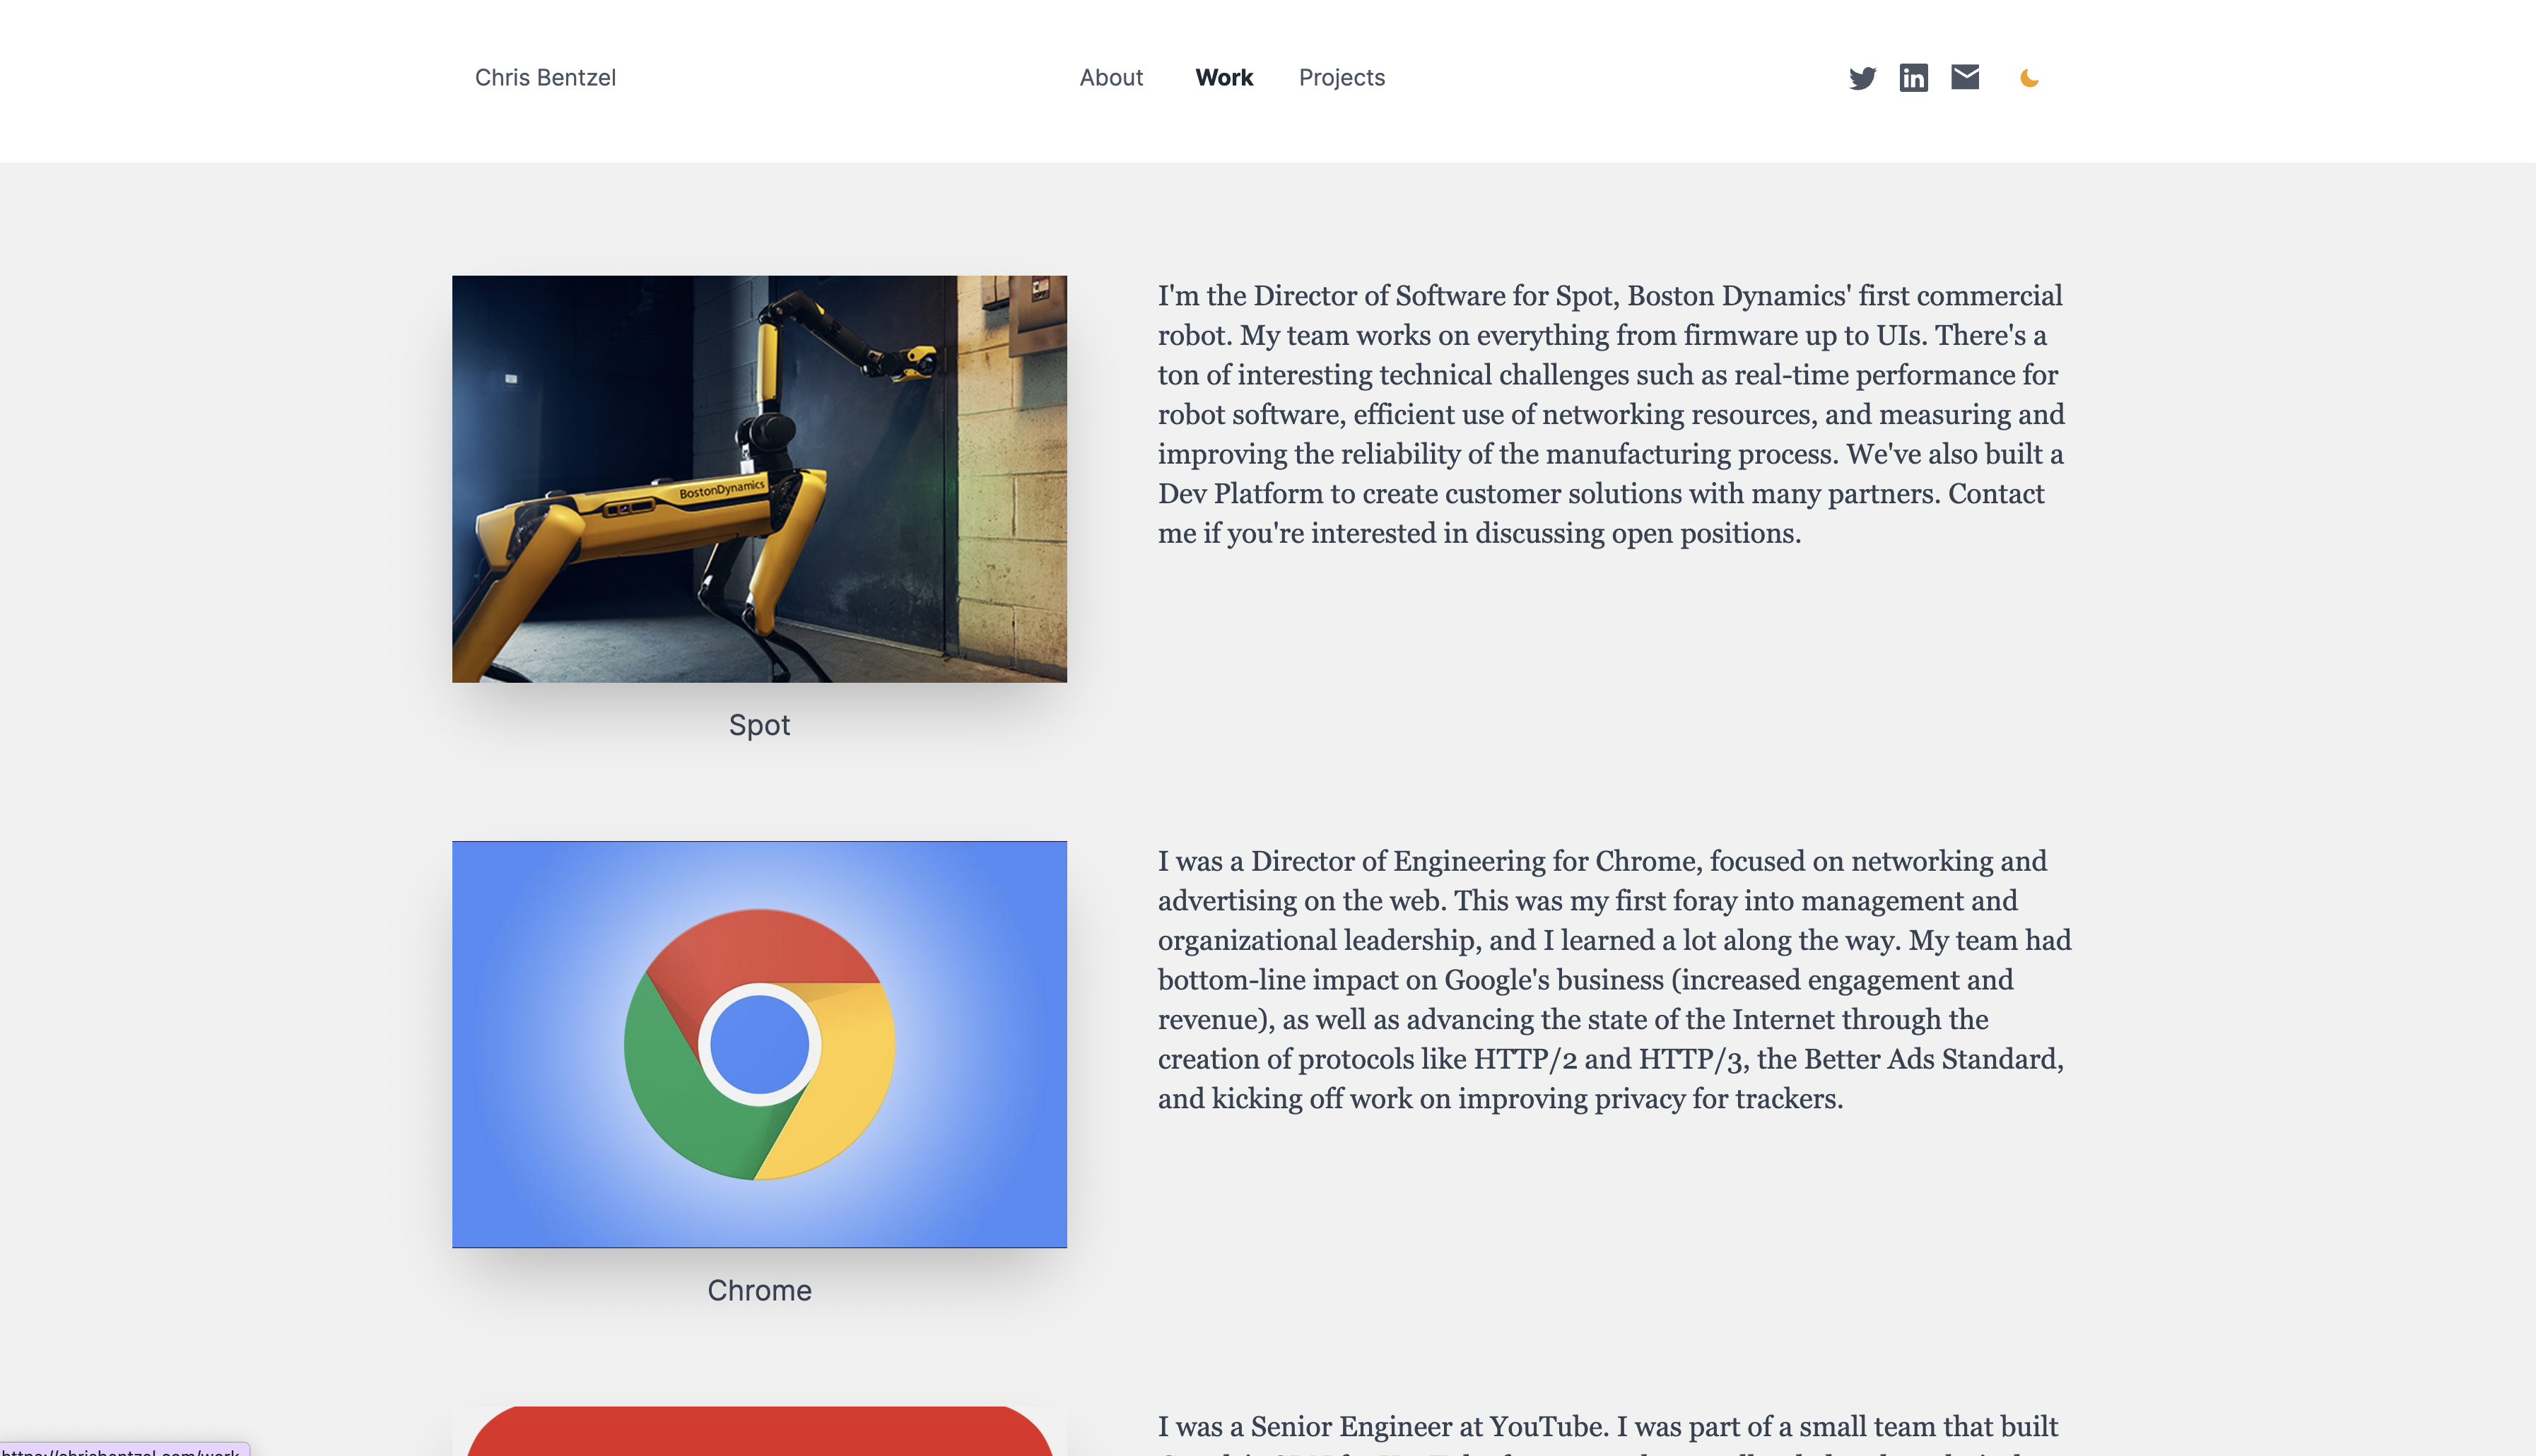 Chris Bentzel
About
Work
Projects
I'm the Director of Software for Spot, Boston Dynamics' first commercial
robot. My team works on everything from firmware up to UIs. There's a
ton of interesting technical challenges such as real-time performance for
robot software, efficient use of networking resources, and measuring and
improving the reliability of the manufacturing process. We've also built a
Dev Platform to create customer solutions with many partners. Contact
me if you're interested in discussing open positions.
BostonDynamics
Spot
I was a Director of Engineering for Chrome, focused on networking and
advertising on the web. This was my first foray into management and
organizational leadership, and I learned a lot along the way. My team had
bottom-line impact on Google's business (increased engagement and
revenue), as well as advancing the state of the Internet through the
creation of protocols like HTTP/2 and HTTP/3, the Better Ads Standard,
and kicking off work on improving privacy for trackers.
Chrome
I was a Senior Engineer at YouTube. I was part of a small team that built
https://chrisbentzel.com/work